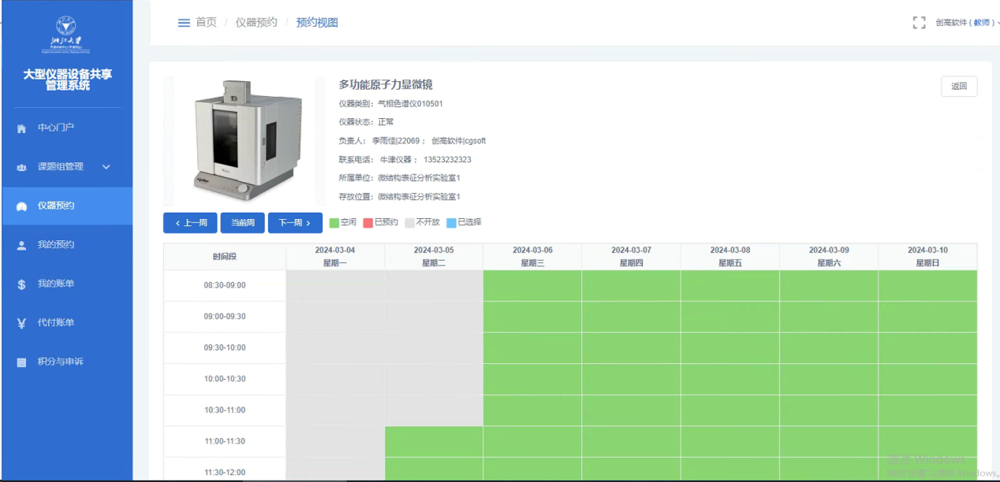 浙江大学
大型仪器设备共享
管理系统
中心门户
课题组管理
仪器预约
我的预约
我的账单
代付账单
积分与申诉
首页 / 仪器预约 / 预约视图
创高软件 ( 教师 )
多功能原子力显微镜
返回
仪器类别: 气相色谱仪010501
仪器状态: 正常
负责人: 李雨佳|22069 ; 创高软件|cgsoft
联系电话: 牛津仪器 ; 13523232323
所属单位: 微结构表征分析实验室1
存放位置: 微结构表征分析实验室1
上一周 当前周 下一周 空闲 已预约 不开放 已选择
时间段
2024-03-04 2024-03-05 2024-03-06 2024-03-07 2024-03-08 2024-03-09 2024-03-10
星期一 星期二 星期三 星期四 星期五 星期六 星期日
08:30-09:00
09:00-09:30
09:30-10:00
10:00-10:30
10:30-11:00
11:00-11:30
11:30-12:00
激活 Windows